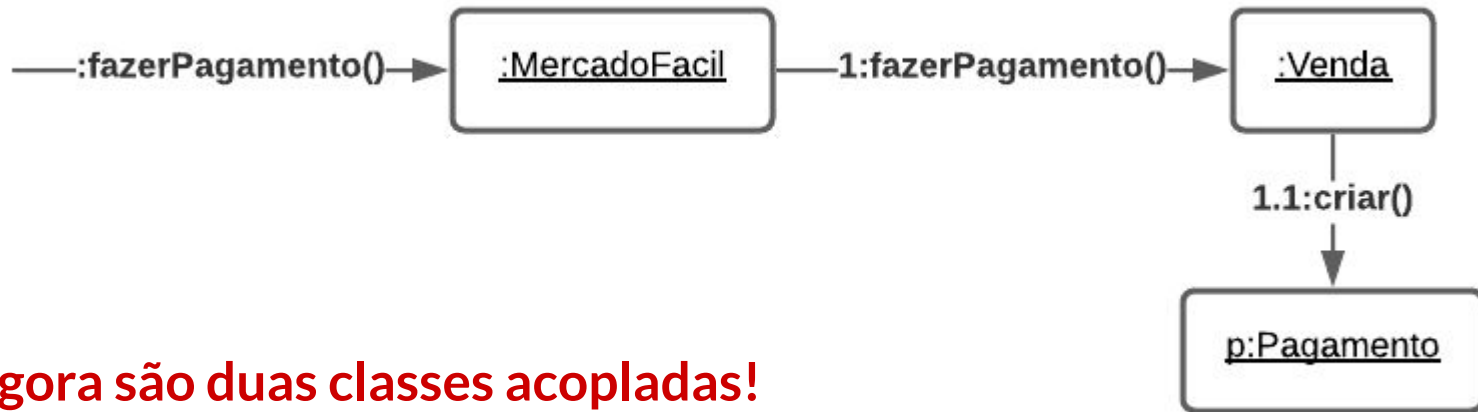 :fazerPagamento()
:MercadoFacil
1:fazerPagamento()
:Venda
1.1:criar()
p:Pagamento
gora são duas classes acopladas!